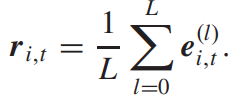 r_{i,t} = \frac{1}{L} \sum_{l=0}^{L} e_{i,t}^{(l)}.